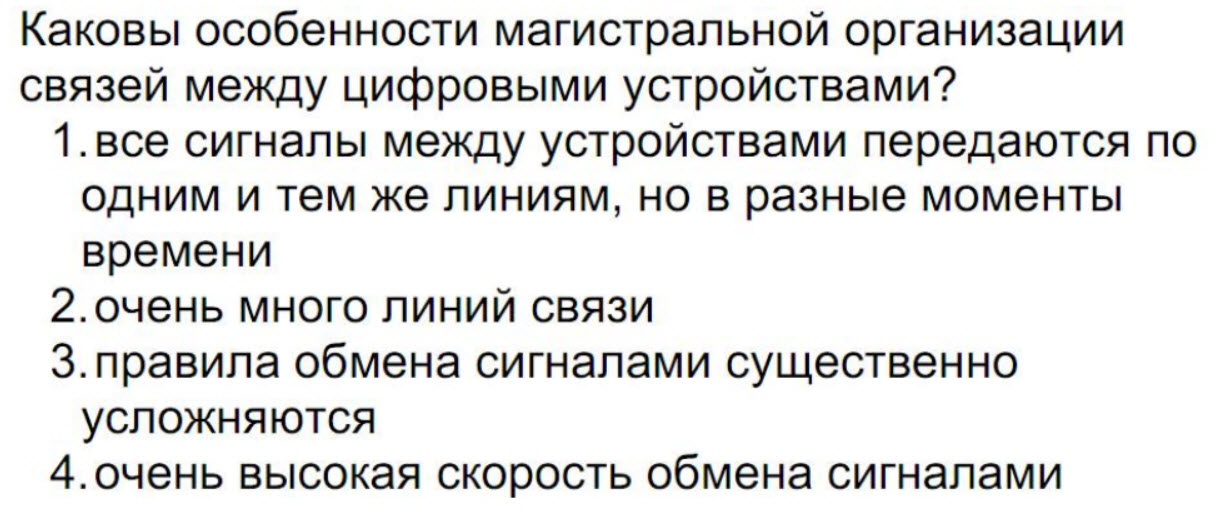 Каковы особенности магистральной организации
связей между цифровыми устройствами?
1.все сигналы между устройствами передаются по
одним и тем же линиям, но в разные моменты
времени
2.очень много линий связи
3.правила обмена сигналами существенно
усложняются
4.очень высокая скорость обмена сигналами